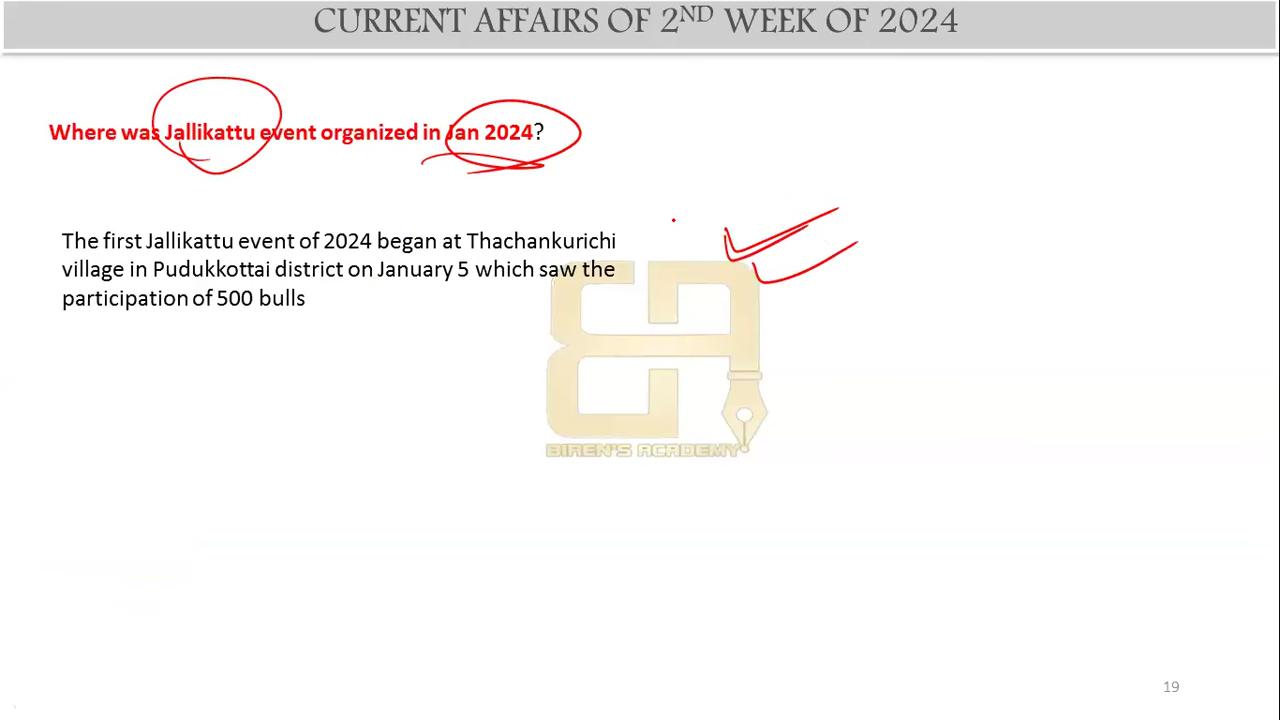 CURRENT AFFAIRS OF 2ND WEEK OF 2024
Where was Jallikattu event organized in Jan 2024?
The first Jallikattu event of 2024 began at Thachankurichi
village in Pudukkottai district on January 5 which saw the
participation of 500 bulls
BIREN'S ACADEMY
19